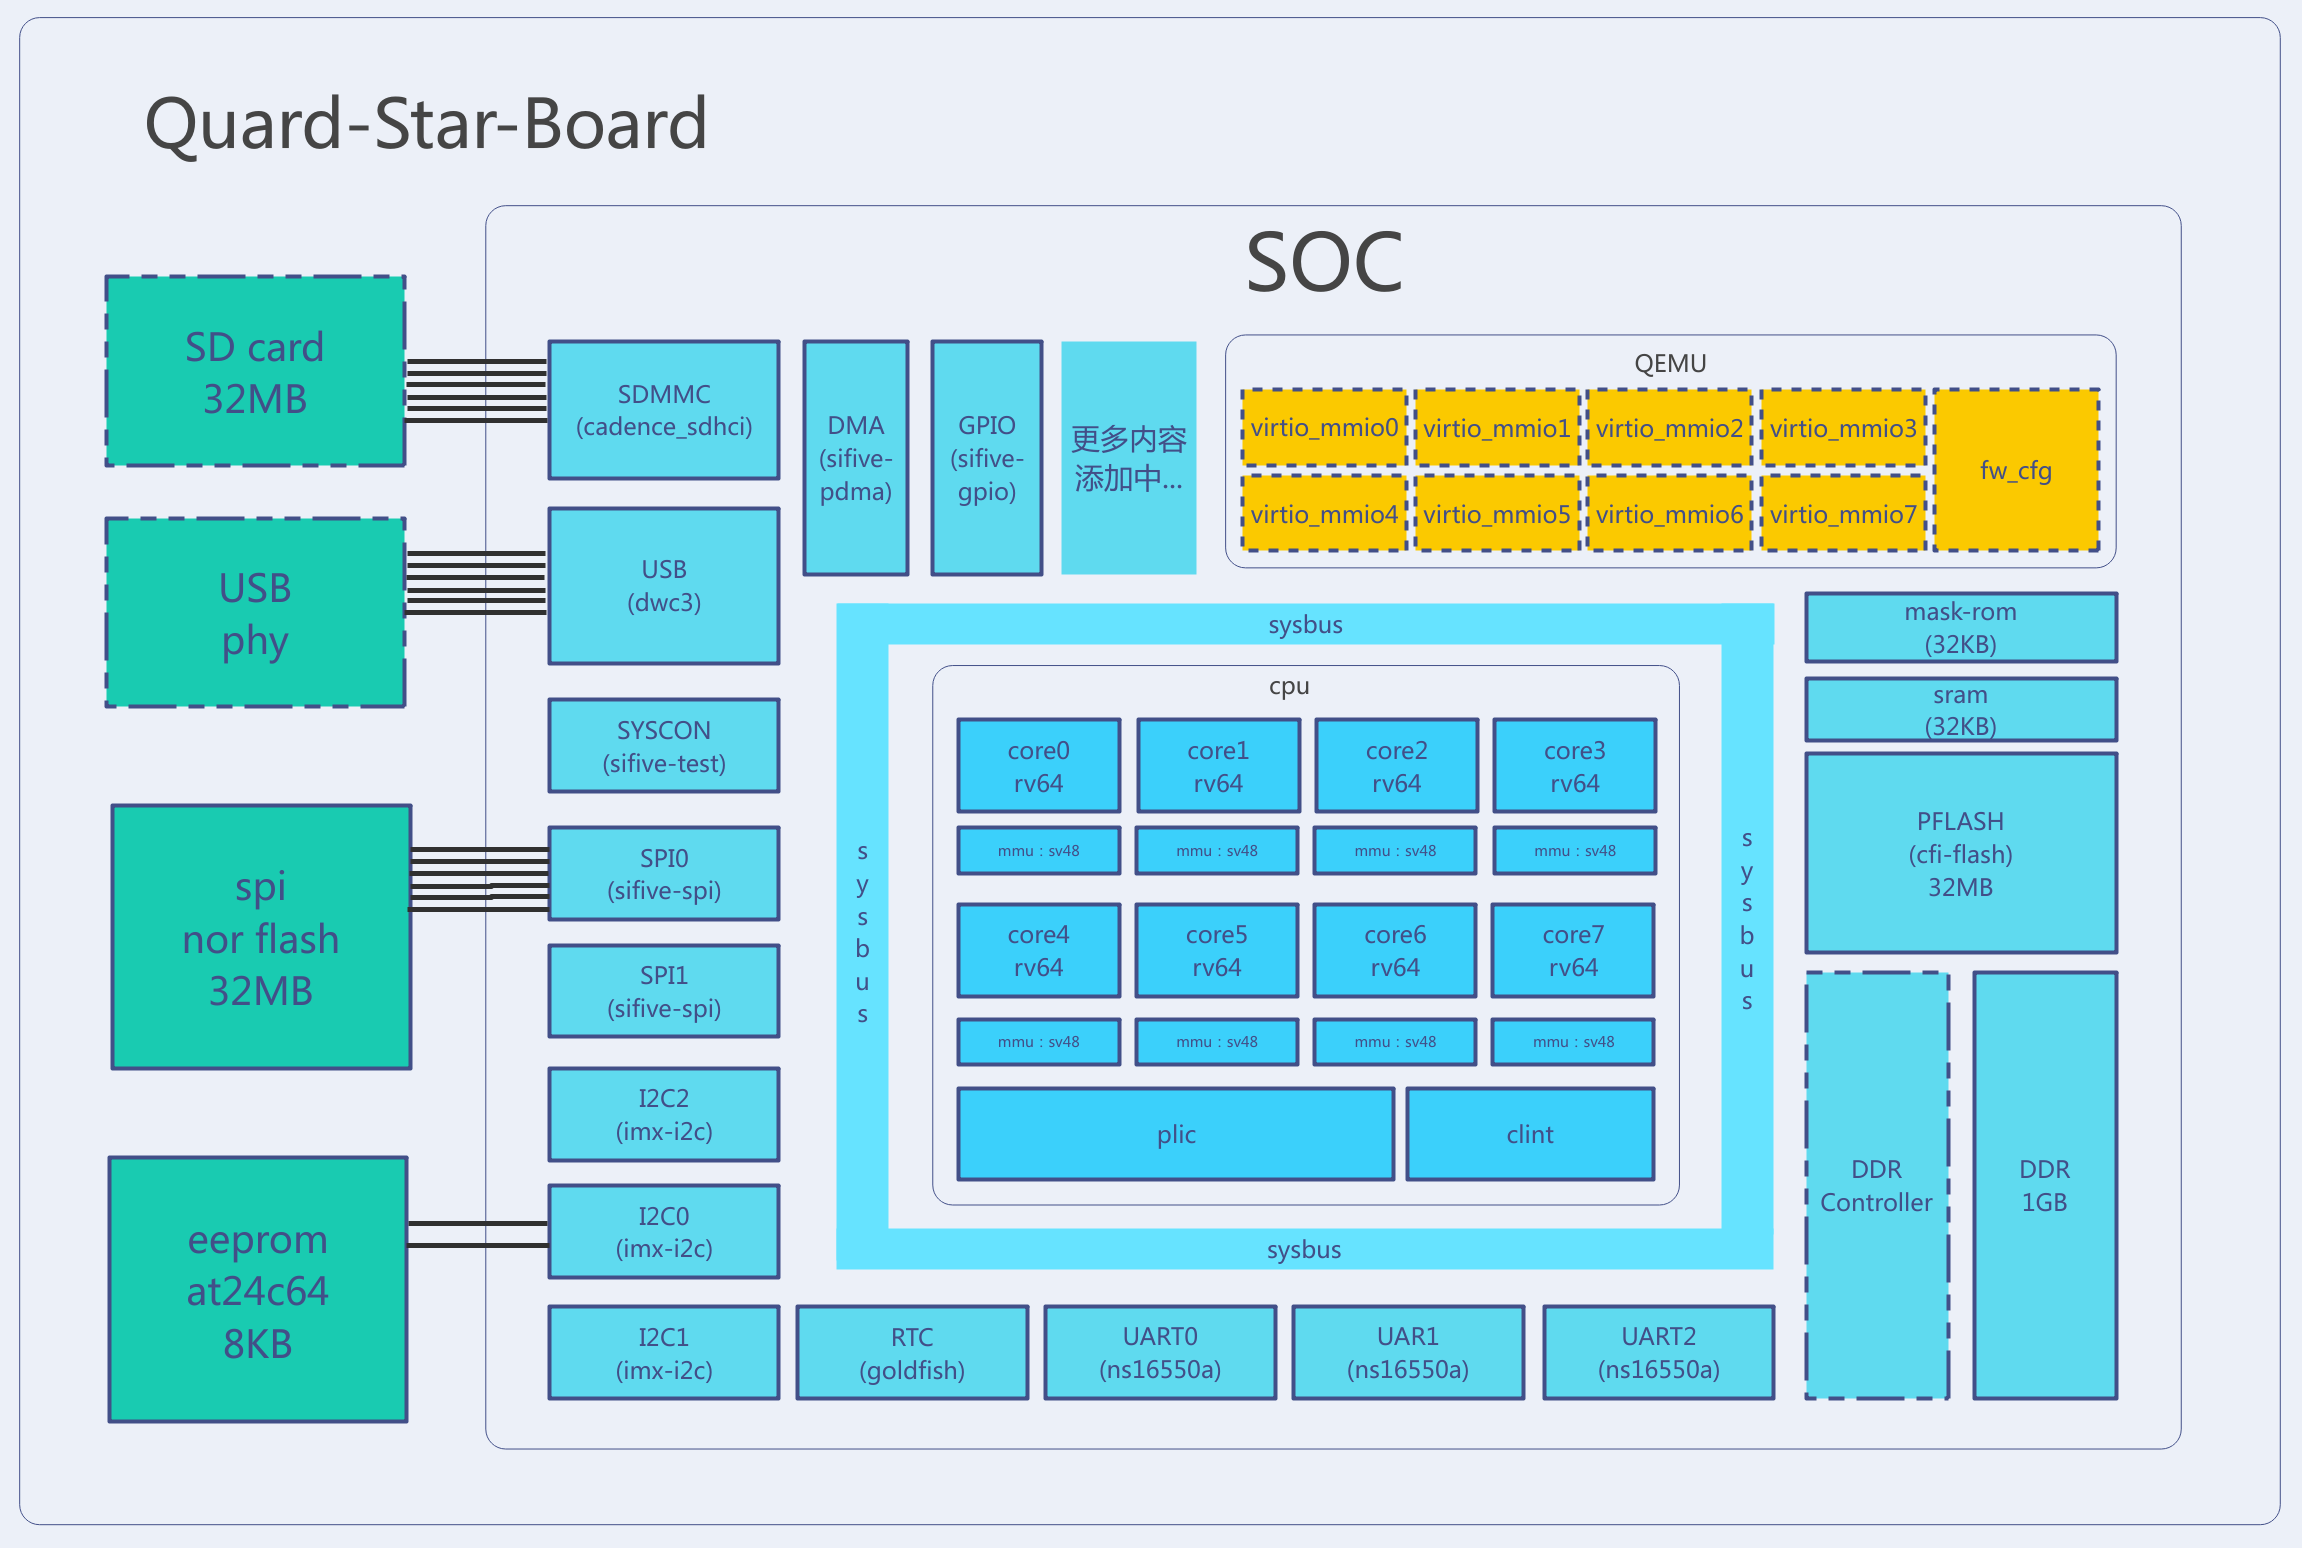 Quard-Star-Board
SOC
SD card
32MB
USB
phy
spi
nor flash
32MB
eeprom
at24c64
8KB
SDMMC
(cadence_sdhci)
USB
(dwc3)
SYSCON
(sifive-test)
SPI0
(sifive-spi)
SPI1
(sifive-spi)
I2C2
(imx-i2c)
I2C0
(imx-i2c)
I2C1
(imx-i2c)
DMA
(sifive-
pdma)
GPIO
(sifive-
gpio)
更多内容
添加中...
QEMU
virtio_mmio0
virtio_mmio1
virtio_mmio2
virtio_mmio3
virtio_mmio4
virtio_mmio5
virtio_mmio6
virtio_mmio7
fw_cfg
sysbus
sysbus
cpu
core0
rv64
core1
rv64
core2
rv64
core3
rv64
mmu : sv48
mmu : sv48
mmu : sv48
mmu : sv48
core4
rv64
core5
rv64
core6
rv64
core7
rv64
mmu : sv48
mmu : sv48
mmu : sv48
mmu : sv48
plic
clint
sysbus
sysbus
RTC
(goldfish)
UART0
(ns16550a)
UAR1
(ns16550a)
UART2
(ns16550a)
mask-rom
(32KB)
sram
(32KB)
PFLASH
(cfi-flash)
32MB
DDR
Controller
DDR
1GB